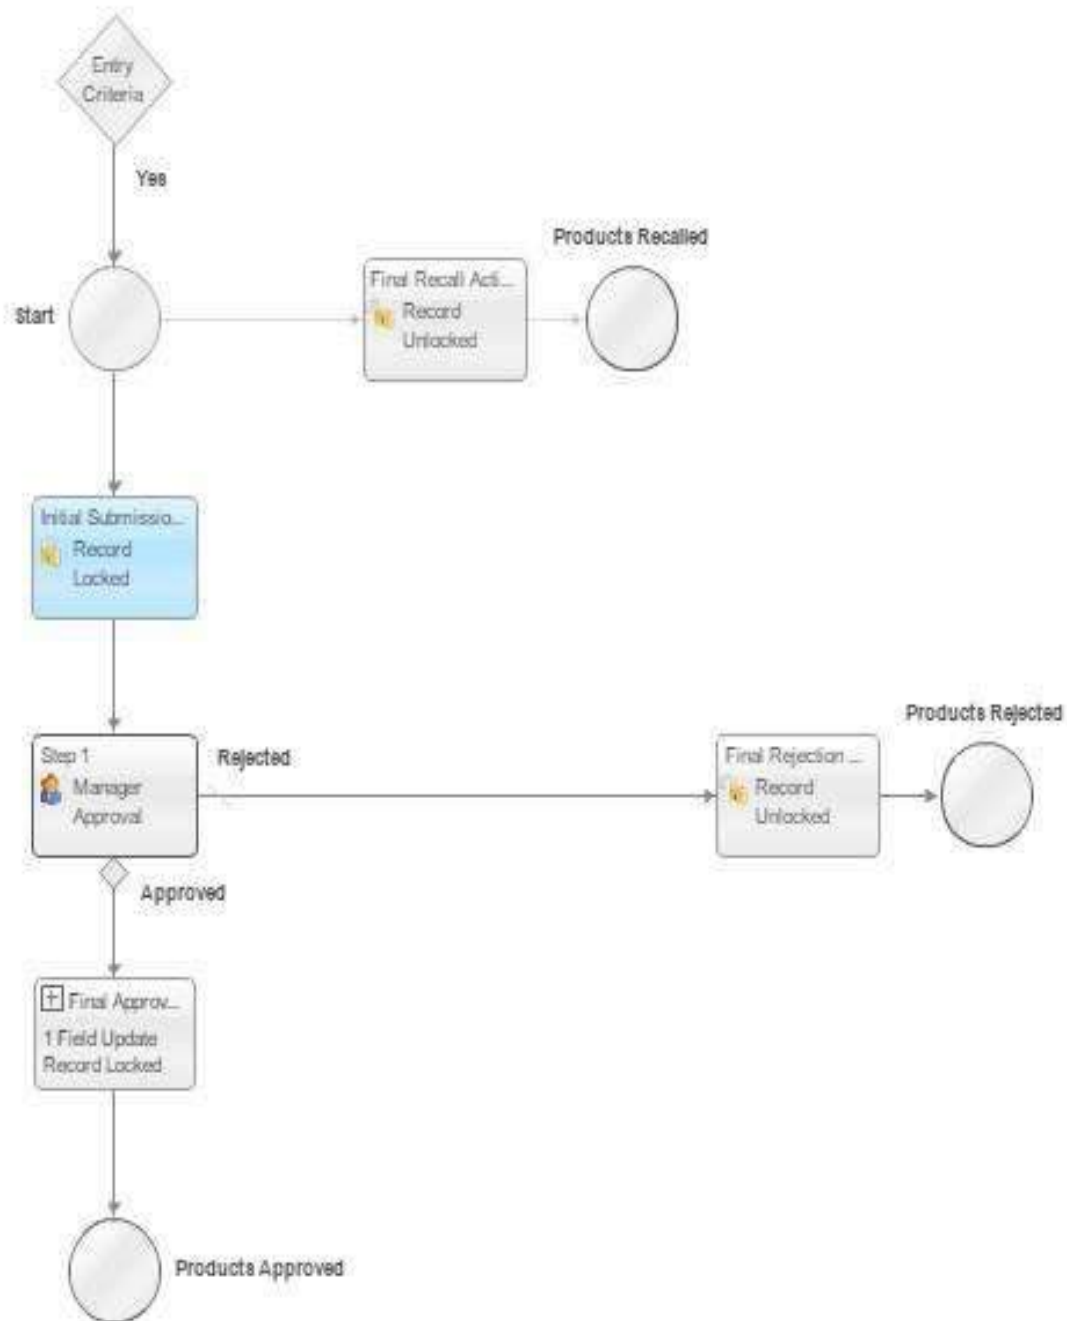 Entry
Criteria
Yes
Products Recalled
Start
Final Recall Acti...
Record
Unlocked
Initial Submissio...
Record
Locked
Step 1
Manager
Approval
Rejected
Final Rejection ...
Record
Unlocked
Products Rejected
Approved
Final Approv...
1 Field Update
Record Locked
Products Approved